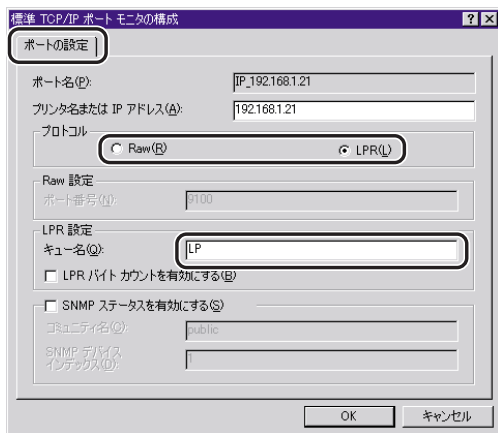 標準 TCP/IP ポート モニタの構成
ポートの設定
ポート名(P): IP_192.168.1.21
プリンタ名または IP アドレス(A): 192.168.1.21
プロトコル
Raw(R) LPR(L)
Raw 設定
ポート番号(N): 9100
LPR 設定
キュー名(Q): LP
LPR バイト カウントを有効にする(B)
SNMP ステータスを有効にする(S)
コミュニティ名(C): public
SNMP デバイス
インデックス(D): 1
OK キャンセル